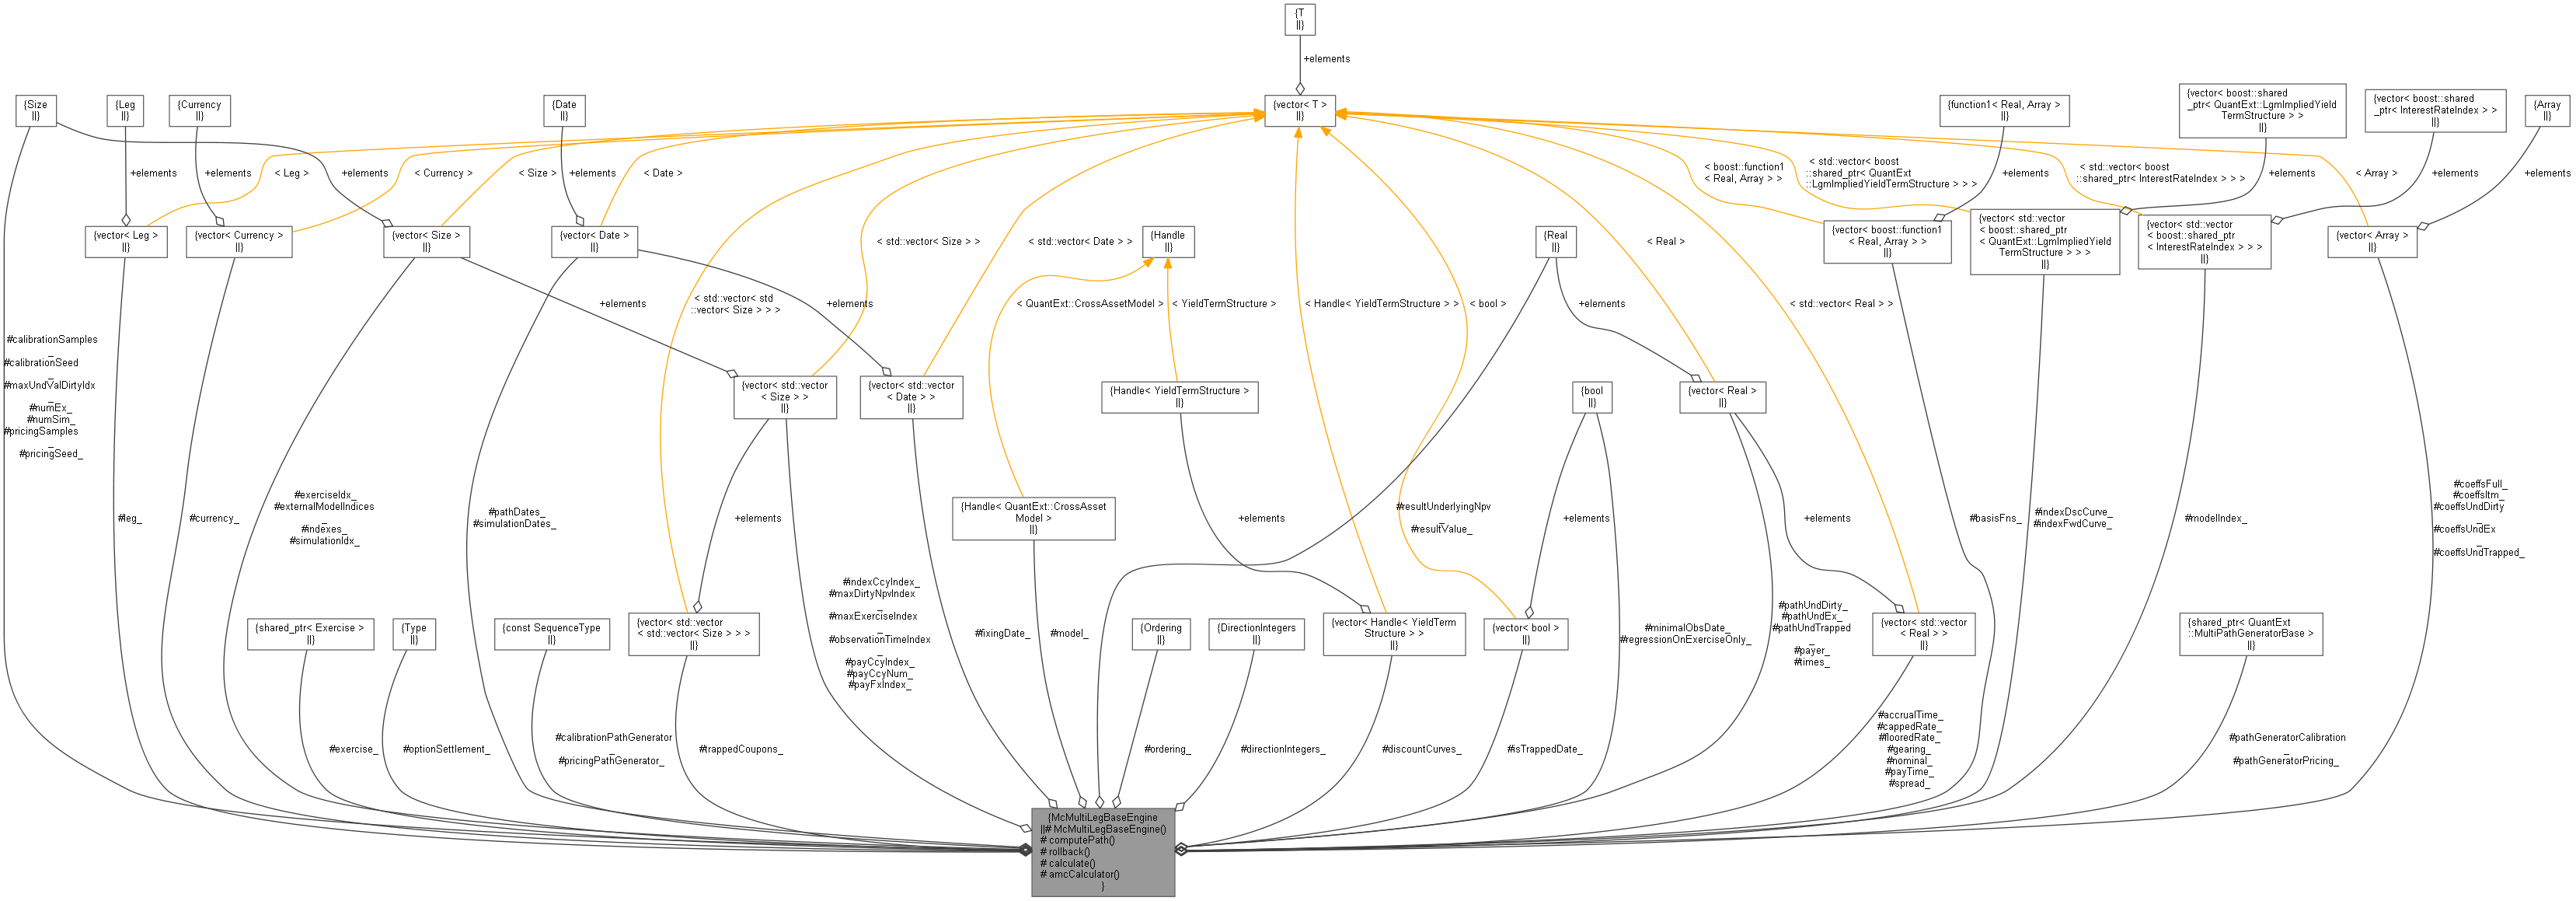 {T
||}
+elements
{Size
||}
{Leg
||}
{Currency
||}
{Date
||}
{vector< T >
||}
{function1< Real, Array >
||}
{vector< boost::shared
_ptr< QuantExt::LgmImpliedYield
TermStructure > >
||}
{vector< boost::shared
_ptr< InterestRateIndex > >
||}
{Array
||}
+elements
< Leg >
+elements
< Currency >
+elements
< Size >
+elements
< Date >
< boost::function1
< Real, Array > >
< std::vector< boost
::shared_ptr< QuantExt
::LgmImpliedYieldTermStructure > > >
+elements
< std::vector< boost
::shared_ptr< InterestRateIndex > > >
+elements
< Array >
+elements
+elements
{vector< Leg >
||}
{vector< Currency >
||}
{vector< Size >
||}
{vector< Date >
||}
< std::vector< Size > >
< std::vector< Date > >
{Handle
||}
{Real
||}
< Real >
{vector< boost::function1
< Real, Array > >
||}
{vector< std::vector
< boost::shared_ptr
< QuantExt::LgmImpliedYield
TermStructure > > >
||}
{vector< std::vector
< boost::shared_ptr
< InterestRateIndex > > >
||}
{vector< Array >
||}
+elements
< std::vector< std
::vector< Size > > >
+elements
< QuantExt::CrossAssetModel >
< YieldTermStructure >
< Handle< YieldTermStructure > >
< bool >
+elements
< std::vector< Real > >
#calibrationSamples
_
#calibrationSeed
_
#maxUndValDirtyIdx
_
#numEx_
#numSim_
#pricingSamples
_
#pricingSeed_
{vector< std::vector
< Size > >
||}
{vector< std::vector
< Date > >
||}
{Handle< YieldTermStructure >
||}
{bool
||}
{vector< Real >
||}
#leg_
#currency_
#exerciseIdx_
#externalModelIndices
_
#indexes_
#simulationIdx_
#pathDates_
#simulationDates_
+elements
{Handle< QuantExt::CrossAsset
Model >
||}
+elements
#resultUnderlyingNpv
_
#resultValue_
+elements
+elements
#basisFns_
#indexDscCurve_
#indexFwdCurve_
#modelIndex_
#coeffsFull_
#coeffsItm_
#coeffsUndDirty
_
#coeffsUndEx
_
#coeffsUndTrapped_
{shared_ptr< Exercise >
||}
{Type
||}
{const SequenceType
||}
{vector< std::vector
< std::vector< Size > > >
||}
#indexCcyIndex_
#maxDirtyNpvIndex
_
#maxExerciseIndex
_
#observationTimeIndex
_
#payCcyIndex_
#payCcyNum_
#payFxIndex_
#fixingDate_
#model_
{Ordering
||}
{DirectionIntegers
||}
{vector< Handle< YieldTerm
Structure > >
||}
{vector< bool >
||}
#minimalObsDate_
#regressionOnExerciseOnly_
#pathUndDirty_
#pathUndEx_
#pathUndTrapped
_
#payer_
#times_
{vector< std::vector
< Real > >
||}
{shared_ptr< QuantExt
::MultiPathGeneratorBase >
||}
#exercise_
#optionSettlement_
#calibrationPathGenerator
_
#pricingPathGenerator_
#trappedCoupons_
#ordering_
#directionIntegers_
#discountCurves_
#isTrappedDate_
#accrualTime_
#cappedRate_
#flooredRate_
#gearing_
#nominal_
#payTime_
#spread_
#pathGeneratorCalibration
_
#pathGeneratorPricing_
{McMultiLegBaseEngine
||# McMultiLegBaseEngine()
# computePath()
# rollback()
# calculate()
# amcCalculator()
}